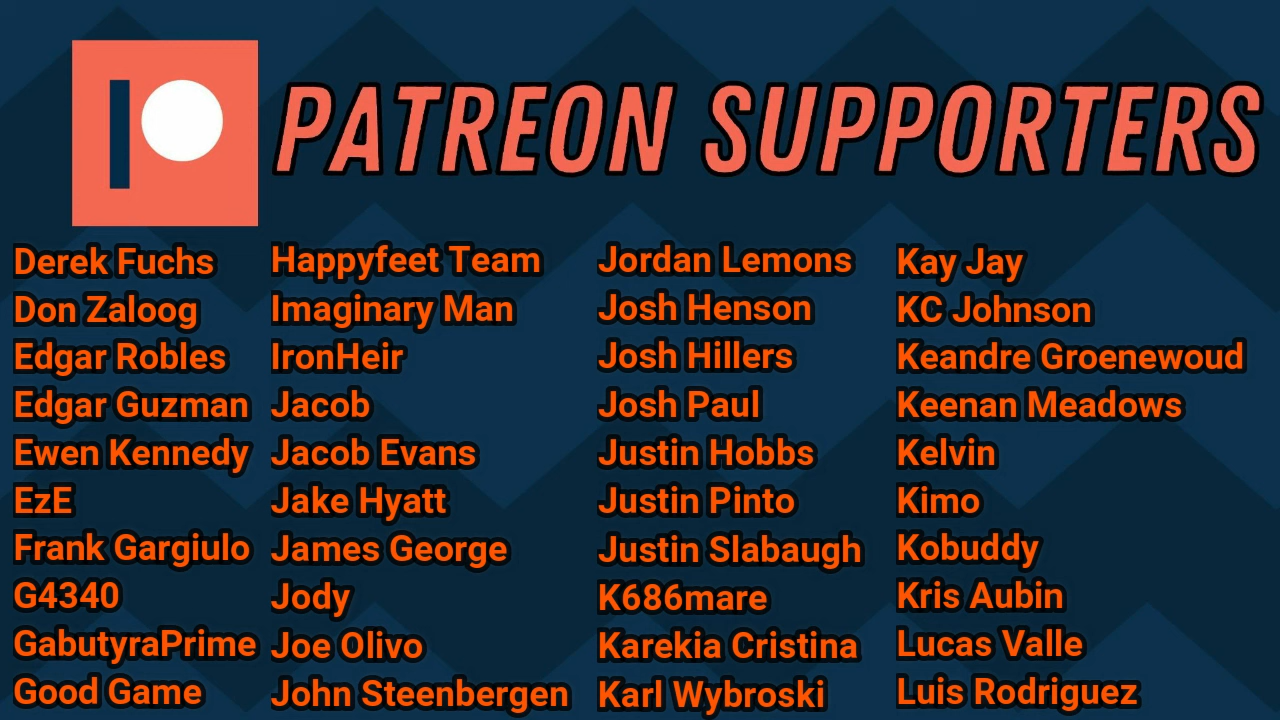 PATREON SUPPORTERS
Derek Fuchs
Don Zaloog
Edgar Robles
Edgar Guzman
Ewen Kennedy
EzE
Frank Gargiulo
G4340
GabutyraPrime
Good Game
Happyfeet Team
Imaginary Man
IronHeir
Jacob
Jacob Evans
Jake Hyatt
James George
Jody
Joe Olivo
John Steenbergen
Jordan Lemons
Josh Henson
Josh Hillers
Josh Paul
Justin Hobbs
Justin Pinto
Justin Slabaugh
K686mare
Karekia Cristina
Karl Wybroski
Kay Jay
KC Johnson
Keandre Groenewoud
Keenan Meadows
Kelvin
Kimo
Kobuddy
Kris Aubin
Lucas Valle
Luis Rodriguez